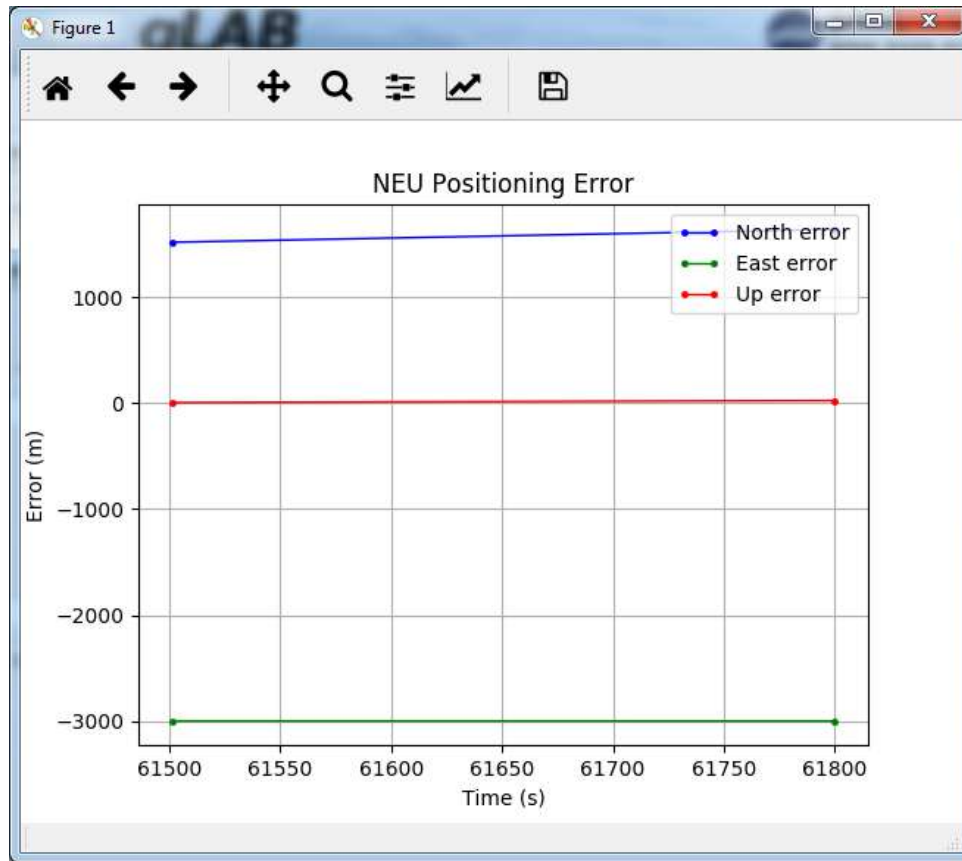 Figure 1
gLAB
NEU Positioning Error
North error
East error
Up error
1000
0
−1000
−2000
−3000
Error (m)
61500 61550 61600 61650 61700 61750 61800
Time (s)